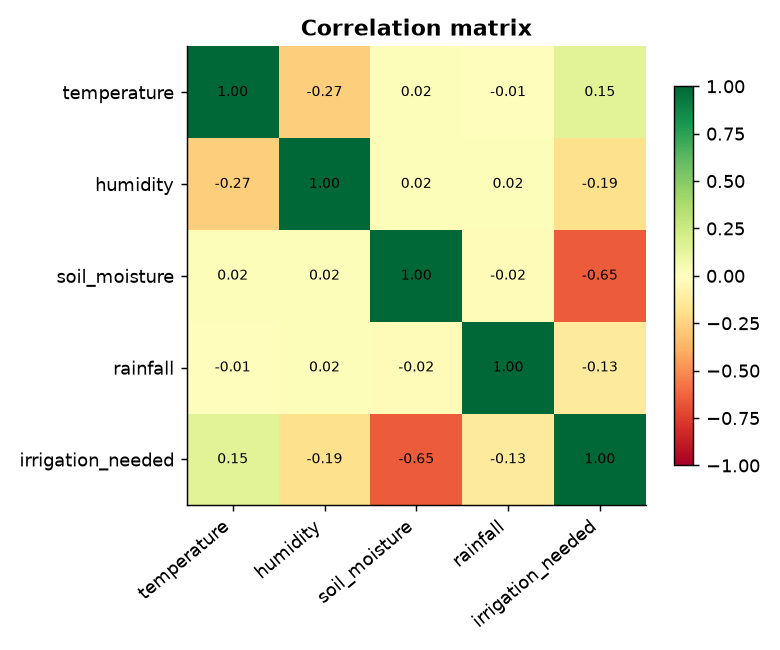 Correlation matrix
temperature 1.00 -0.27 0.02 -0.01 0.15
humidity -0.27 1.00 0.02 0.02 -0.19
soil_moisture 0.02 0.02 1.00 -0.02 -0.65
rainfall -0.01 0.02 -0.02 1.00 -0.13
irrigation_needed 0.15 -0.19 -0.65 -0.13 1.00
temperature humidity soil_moisture rainfall irrigation_needed
1.00
0.75
0.50
0.25
0.00
−0.25
−0.50
−0.75
−1.00